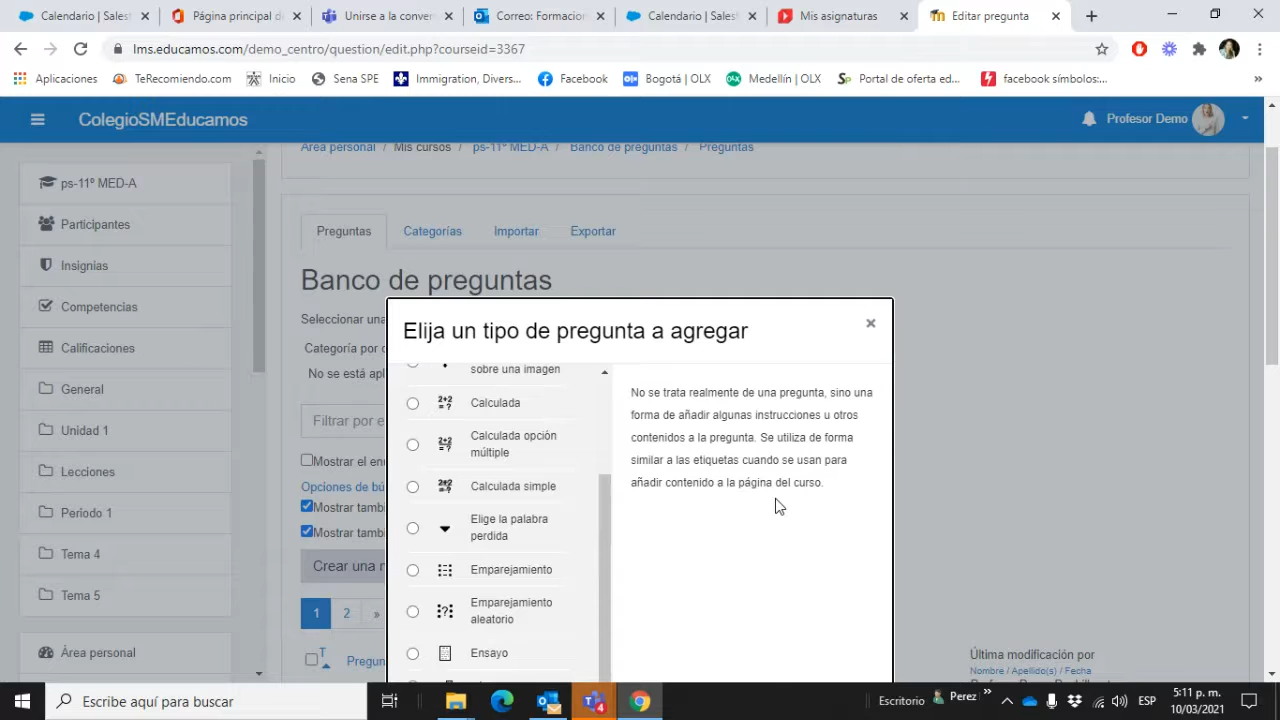 Calendario | Sales
Página principal d
Unirse a la conver
Correo: Formacion
Calendario | Sales
Mis asignaturas
Editar pregunta
lms.educamos.com/demo_centro/question/edit.php?courseid=3367
Aplicaciones
TeRecomiendo.com
Inicio
Sena SPE
Immigration, Divers...
Facebook
Bogotá | OLX
Medellín | OLX
Portal de oferta ed...
facebook símbolos:...
»
ColegioSMEducamos
Profesor Demo
Área personal / Mis cursos / ps-11º MED-A / Banco de preguntas / Preguntas
ps-11º MED-A
Participantes
Insignias
Competencias
Calificaciones
General
Unidad 1
Lecciones
Periodo 1
Tema 4
Tema 5
Área personal
Preguntas
Categorías
Importar
Exportar
Banco de preguntas
Seleccionar una
Categoría por
No se está apl
Filtrar por e
Mostrar el en
Opciones de bú
Mostrar tamb
Mostrar tamb
Crear una
1 2 »
T
Pregun
Elija un tipo de pregunta a agregar
×
sobre una imagen
2+2
= ?
Calculada
2+2
= ?
Calculada opción
múltiple
Calculada simple
Elige la palabra
perdida
Emparejamiento
Emparejamiento
aleatorio
Ensayo
No se trata realmente de una pregunta, sino una
forma de añadir algunas instrucciones u otros
contenidos a la pregunta. Se utiliza de forma
similar a las etiquetas cuando se usan para
añadir contenido a la página del curso.
Última modificación por
Nombre / Apellido(s) / Fecha
Escribe aquí para buscar
4
Escritorio
Perez
»
ESP
5:11 p. m.
10/03/2021